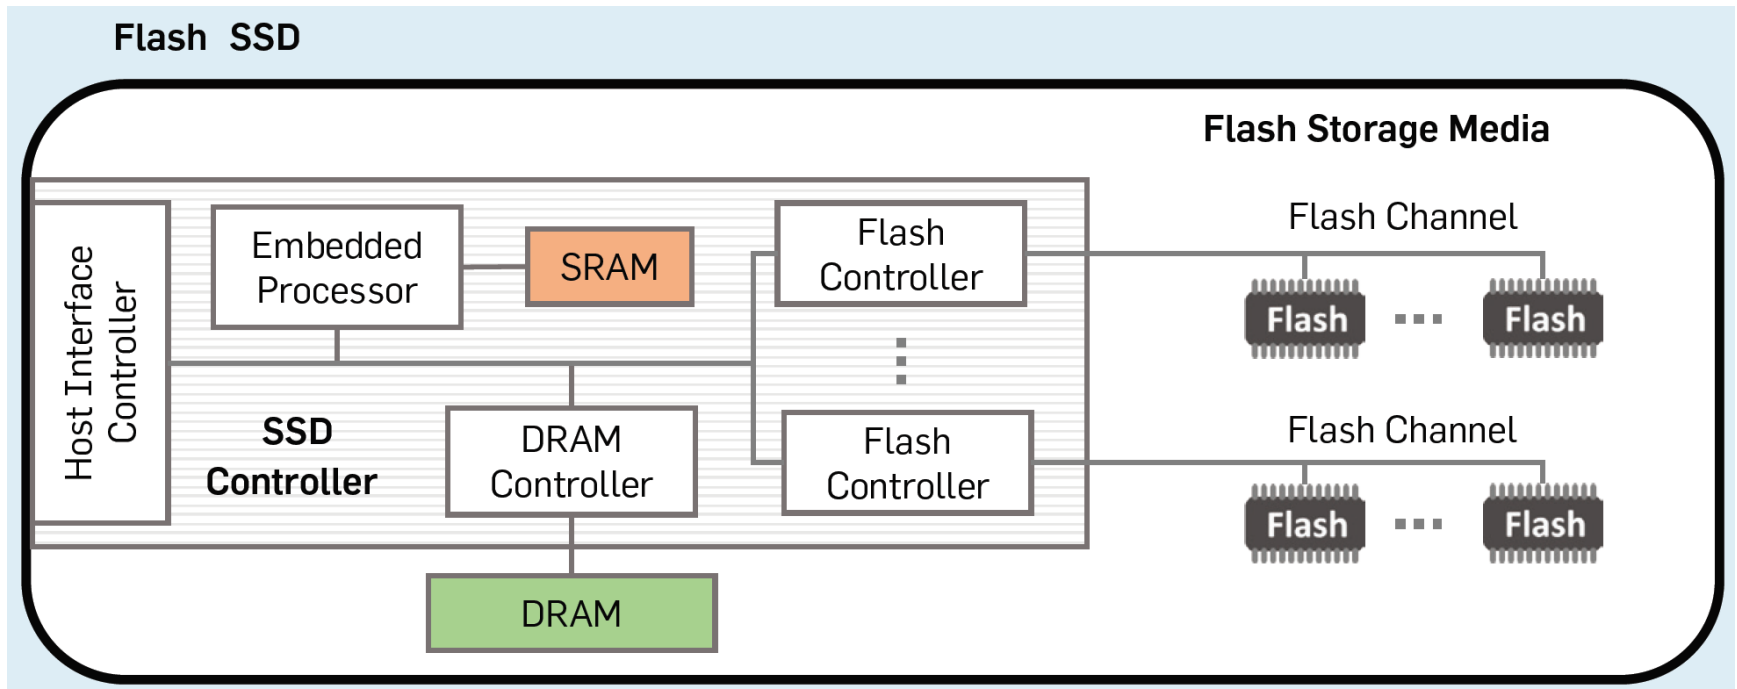 Flash SSD
Flash Storage Media
Host Interface
Controller
Embedded
Processor
SRAM
Flash
Controller
Flash Channel
Flash
Flash
SSD
Controller
DRAM
Controller
Flash
Controller
Flash Channel
Flash
Flash
DRAM